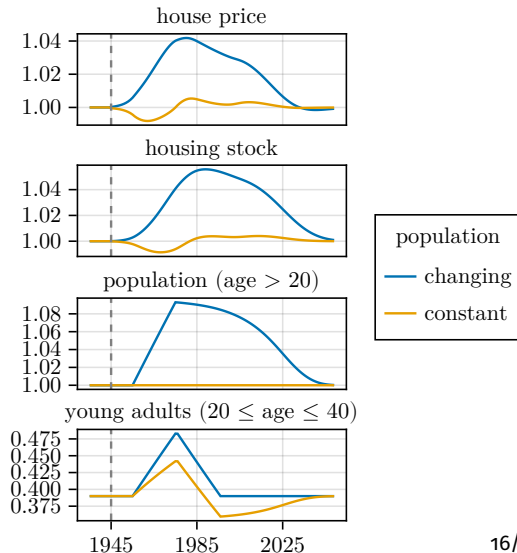 house price
1.04
1.02
1.00
housing stock
1.04
1.02
1.00
population
changing
constant
population (age > 20)
1.08
1.06
1.04
1.02
1.00
young adults (20 ≤ age ≤ 40)
0.475
0.450
0.425
0.400
0.375
1945 1985 2025
16/